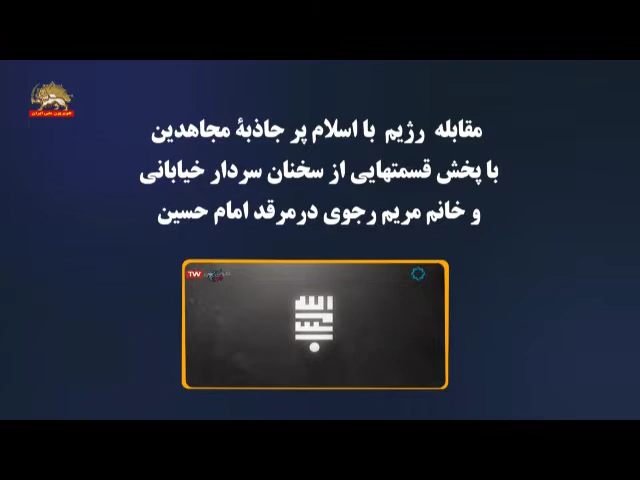 مقابله رژیم با اسلام پر جاذبهٔ مجاهدین
با پخش قسمتهایی از سخنان سردار خیابانی
و خانم مریم رجوی درمرقد امام حسین